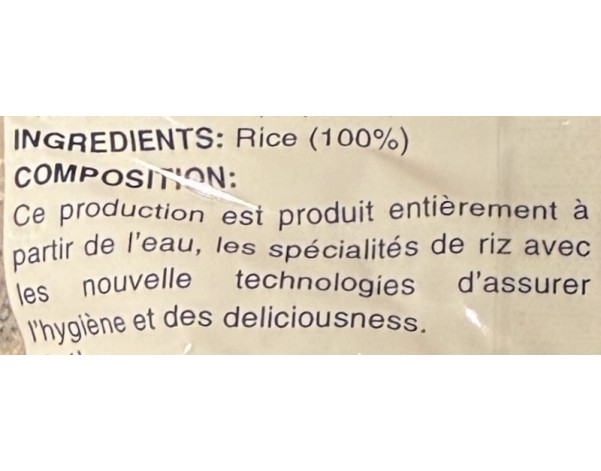 INGREDIENTS: Rice (100%)
COMPOSITION:
Ce production est produit entièrement à
partir de l'eau, les spécialités de riz avec
les nouvelle technologies d'assurer
l'hygiène et des deliciousness.